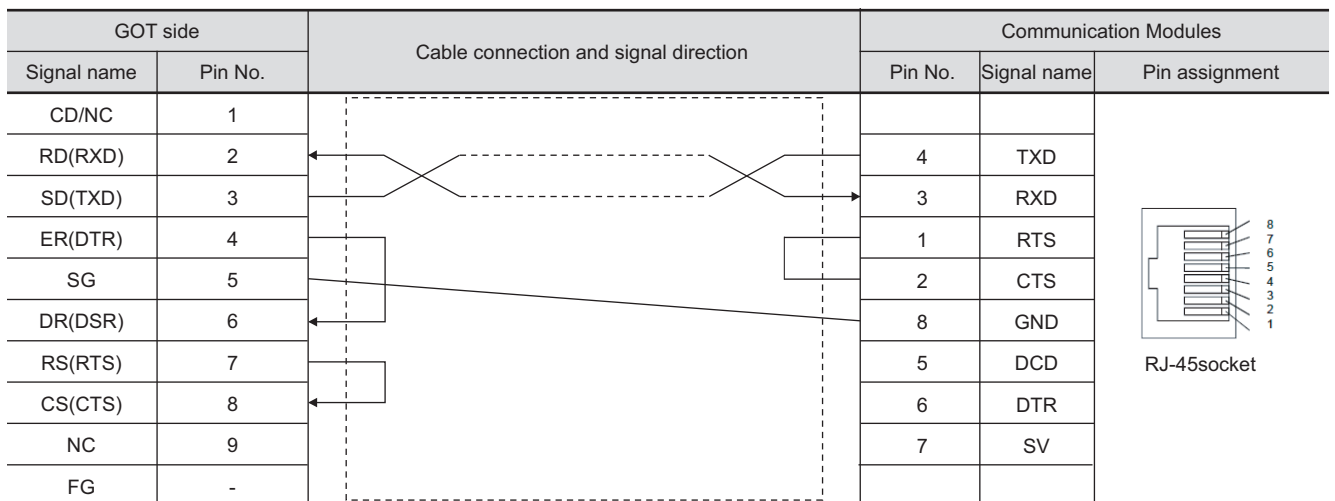 GOT side Cable connection and signal direction Communication Modules
Signal name Pin No. Pin No. Signal name Pin assignment
CD/NC 1
RD(RXD) 2 4 TXD
SD(TXD) 3 3 RXD
ER(DTR) 4 1 RTS
SG 5 2 CTS
DR(DSR) 6 8 GND
RS(RTS) 7 5 DCD
CS(CTS) 8 6 DTR
NC 9 7 SV
FG -
8
7
6
5
4
3
2
1
RJ-45socket